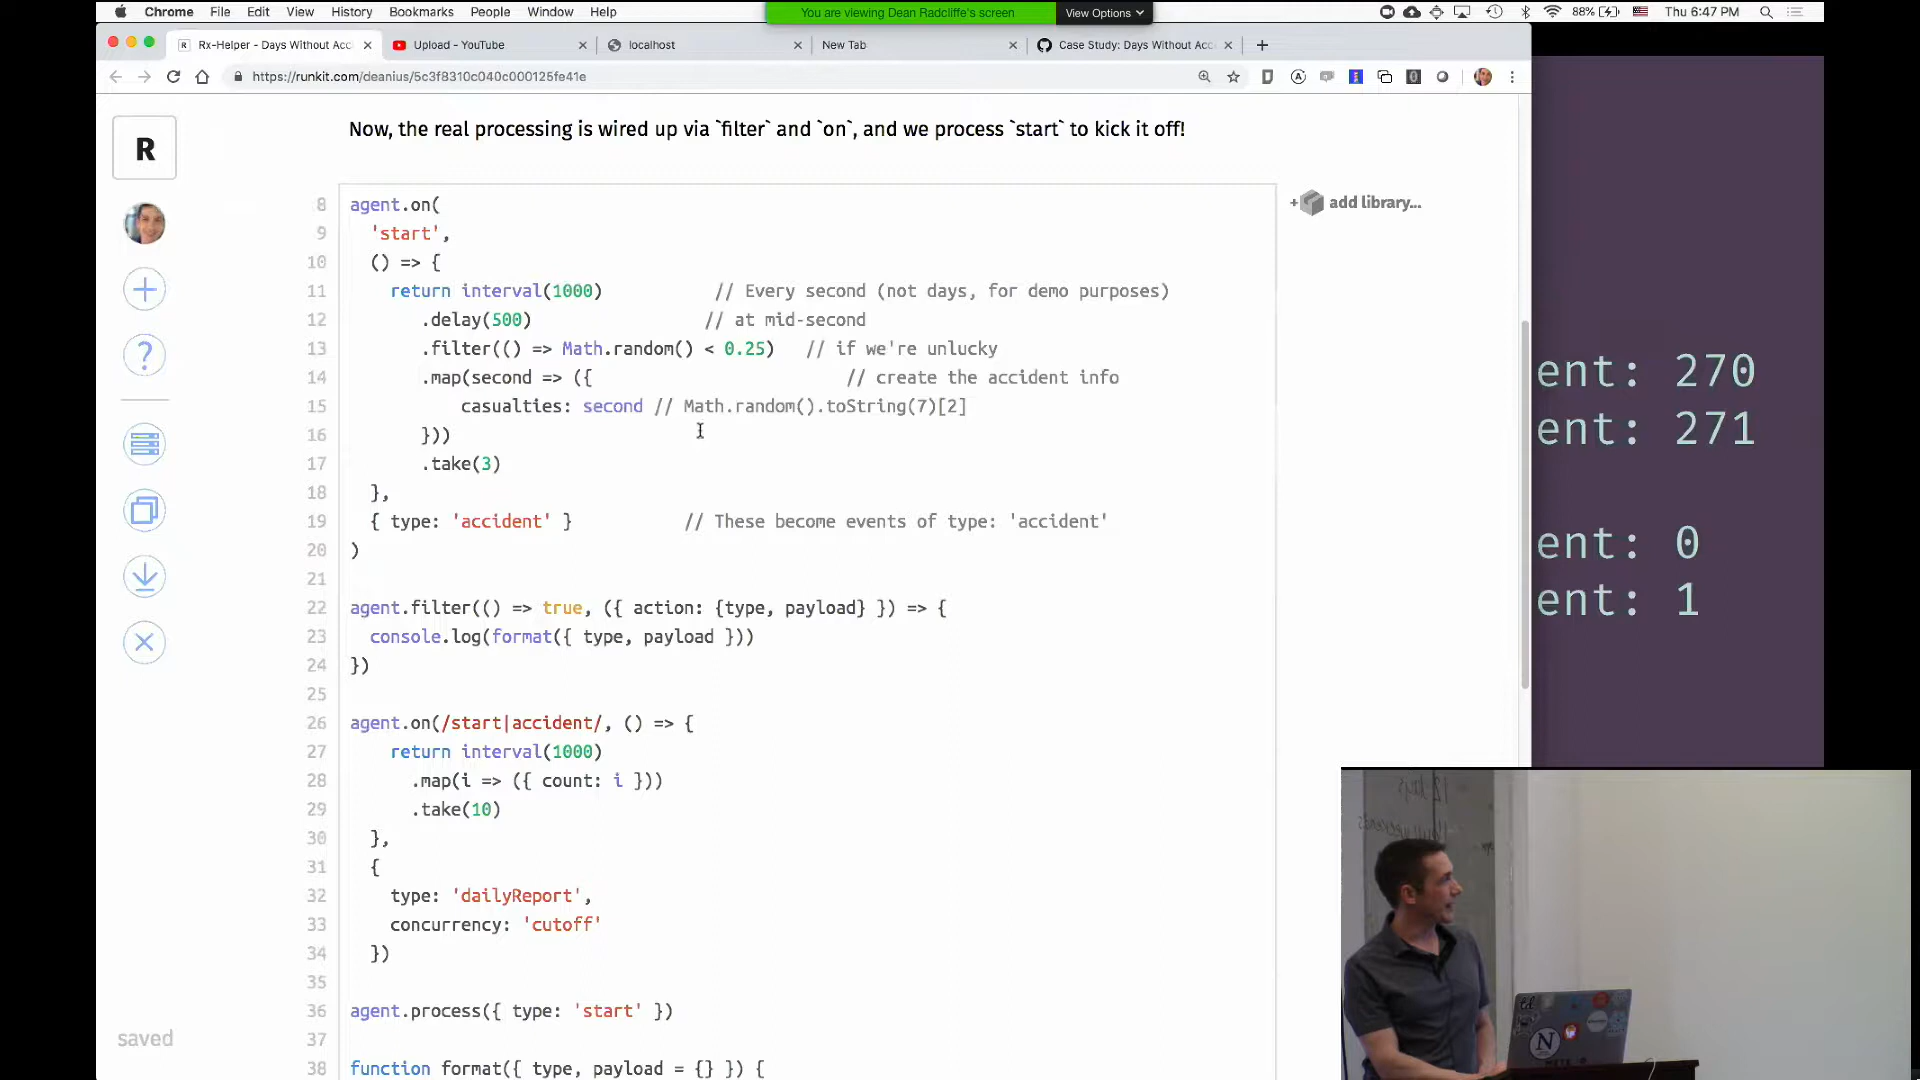 Chrome File Edit View History Bookmarks People Window Help
You are viewing Dean Radcliffe's screen
View Options
88%
Thu 6:47 PM
Rx-Helper - Days Without Acc
Upload - YouTube
localhost
New Tab
Case Study: Days Without Acc
https://runkit.com/deanius/5c3f8310c040c000125fe41e
R
Now, the real processing is wired up via `filter` and `on`, and we process `start` to kick it off!
+ add library...
8 agent.on(
9 'start',
10 () => {
11 return interval(1000) // Every second (not days, for demo purposes)
12 .delay(500) // at mid-second
13 .filter(() => Math.random() < 0.25) // if we're unlucky
14 .map(second => ({ // create the accident info
15 casualties: second // Math.random().toString(7)[2]
16 }))
17 .take(3)
18 },
19 { type: 'accident' } // These become events of type: 'accident'
20 )
21
22 agent.filter(() => true, ({ action: {type, payload} }) => {
23 console.log(format({ type, payload }))
24 })
25
26 agent.on(/start|accident/, () => {
27 return interval(1000)
28 .map(i => ({ count: i }))
29 .take(10)
30 },
31 {
32 type: 'dailyReport',
33 concurrency: 'cutoff'
34 })
35
36 agent.process({ type: 'start' })
37
38 function format({ type, payload = {} }) {
saved
ent: 270
ent: 271
ent: 0
ent: 1
12 days
N